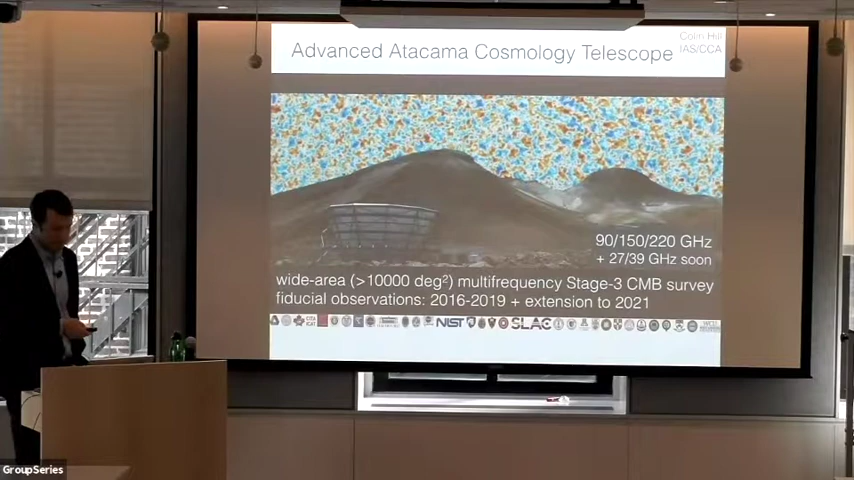 Advanced Atacama Cosmology Telescope
Colin Hill
IAS/CCA
90/150/220 GHz
+ 27/39 GHz soon
wide-area (>10000 deg²) multifrequency Stage-3 CMB survey
fiducial observations: 2016-2019 + extension to 2021
NIST
SLAC
GroupSeries